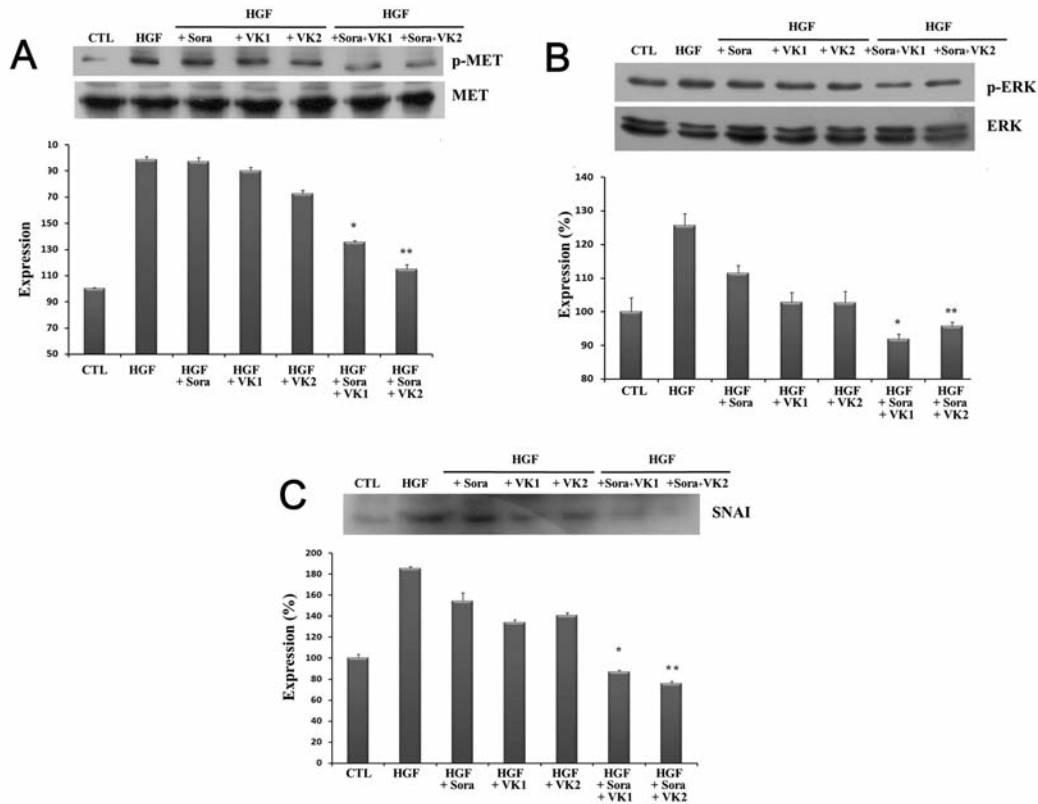 A
HGF
CTL HGF + Sora + VK1 + VK2 +Sora+VK1 +Sora+VK2
HGF
p-MET
MET
Expression
90
70
150
130
110
90
70
50
CTL HGF HGF + Sora HGF + VK1 HGF + VK2 HGF + Sora + VK1 HGF + Sora + VK2
*
**
B
HGF HGF
CTL HGF + Sora + VK1 + VK2 +Sora+VK1 +Sora+VK2
p-ERK
ERK
Expression (%)
140
130
120
110
100
90
80
*
**
CTL HGF HGF + Sora HGF + VK1 HGF + VK2 HGF + Sora + VK1 HGF + Sora + VK2
C
HGF HGF
CTL HGF + Sora + VK1 + VK2 +Sora+VK1 +Sora+VK2
SNAI
Expression (%)
200
180
160
140
120
100
80
60
40
20
0
*
**
CTL HGF HGF + Sora HGF + VK1 HGF + VK2 HGF + Sora + VK1 HGF + Sora + VK2